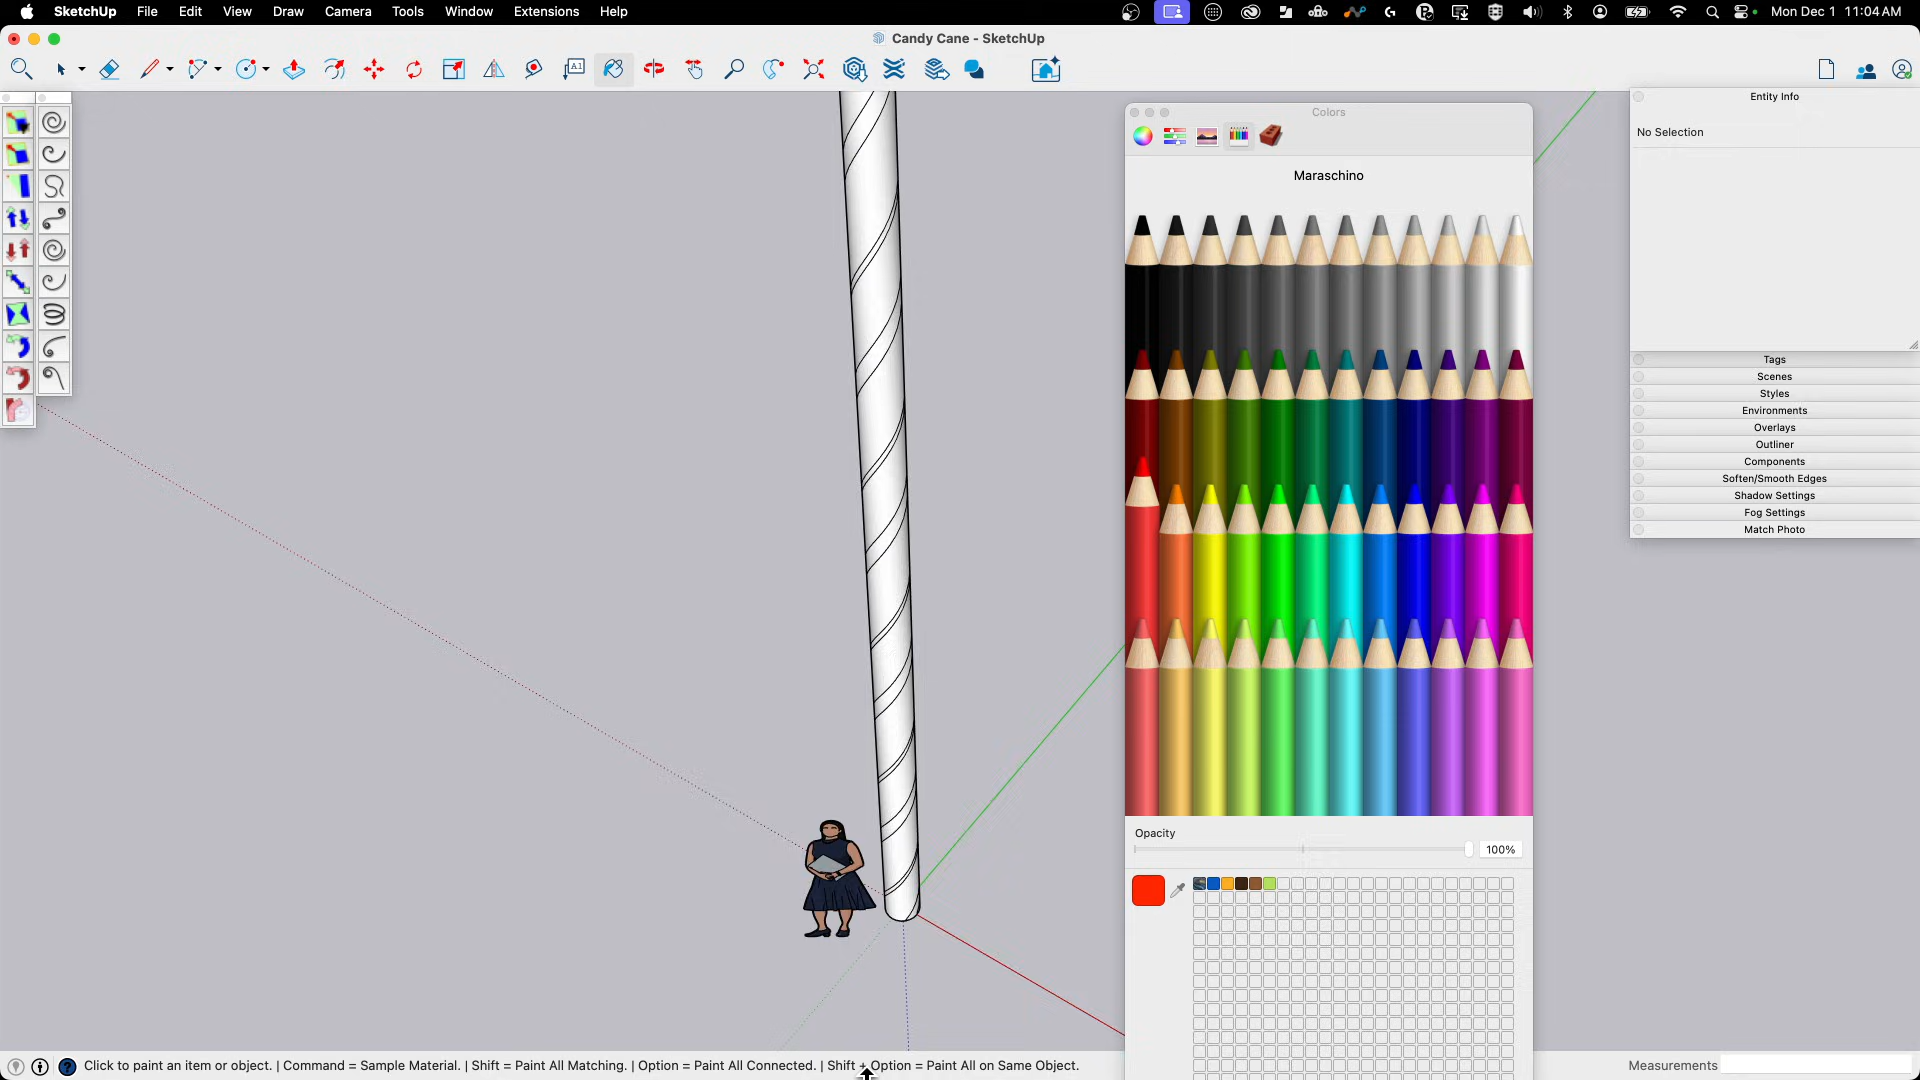 SketchUp File Edit View Draw Camera Tools Window Extensions Help
Mon Dec 1 11:04 AM
Candy Cane - SketchUp
A1
Colors
Maraschino
Opacity
100%
Entity Info
No Selection
Tags
Scenes
Styles
Environments
Overlays
Outliner
Components
Soften/Smooth Edges
Shadow Settings
Fog Settings
Match Photo
Click to paint an item or object. | Command = Sample Material. | Shift = Paint All Matching. | Option = Paint All Connected. | Shift + Option = Paint All on Same Object.
Measurements